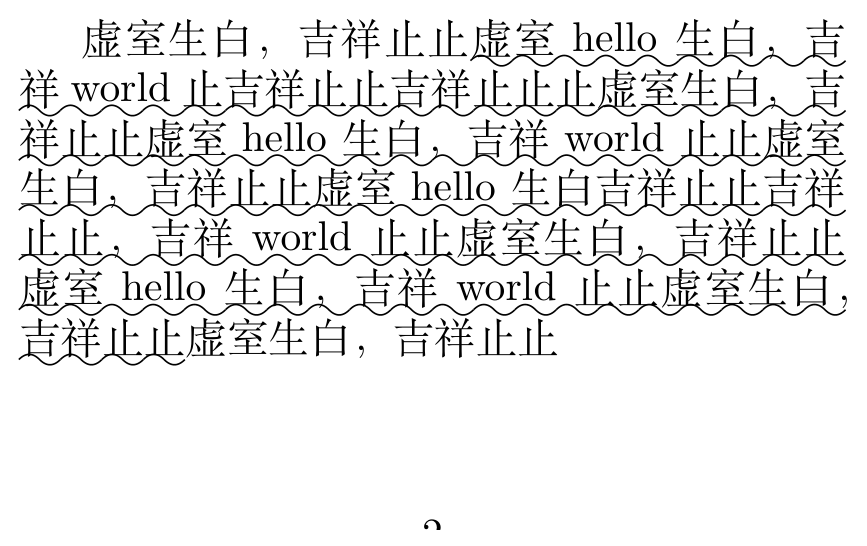 虚室生白，吉祥止止虚室 hello 生白，吉
祥 world 止吉祥止止吉祥止止止虚室生白，吉
祥止止虚室 hello 生白，吉祥 world 止止虚室
生白，吉祥止止虚室 hello 生白吉祥止止吉祥
止止，吉祥 world 止止虚室生白，吉祥止止
虚室 hello 生白，吉祥 world 止止虚室生白，
吉祥止止虚室生白，吉祥止止